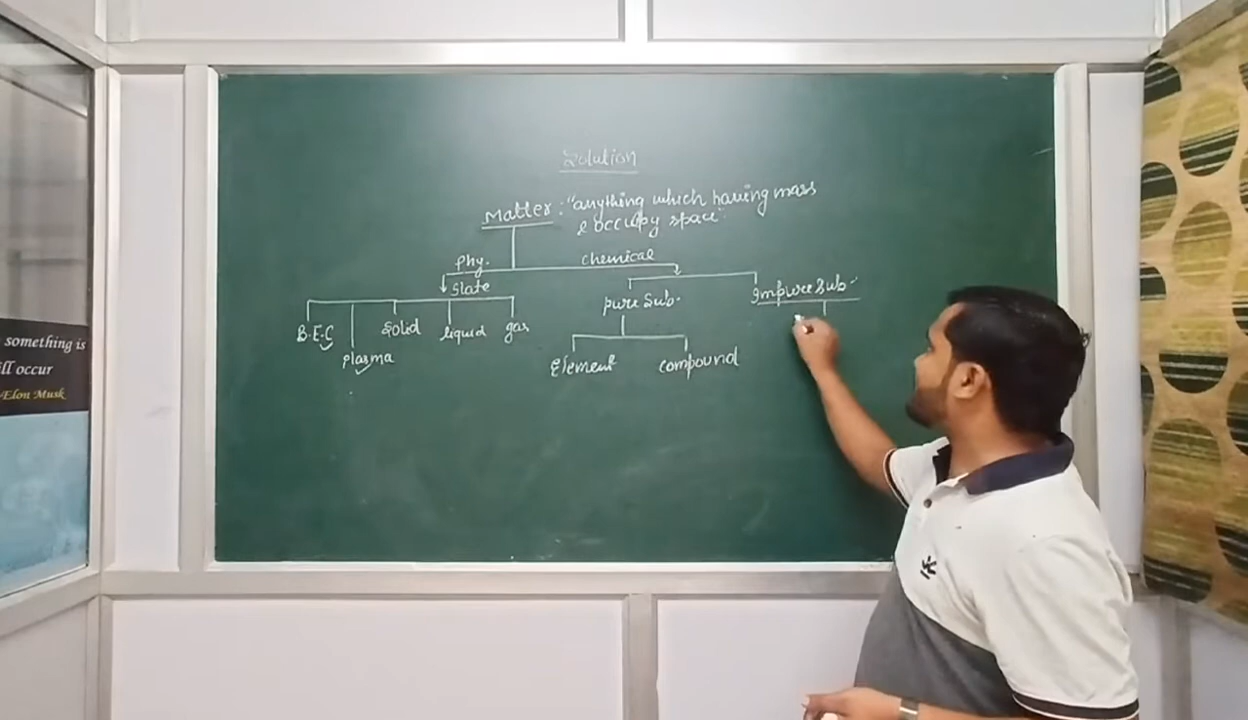 Solution
Matter : "anything which having mass
& occupy space"
Phy.
chemical
State
pure Sub.
Impure Sub.
B.E.C
solid
liquid
gas
plasma
Element
compound
something is
ll occur
Elon Musk